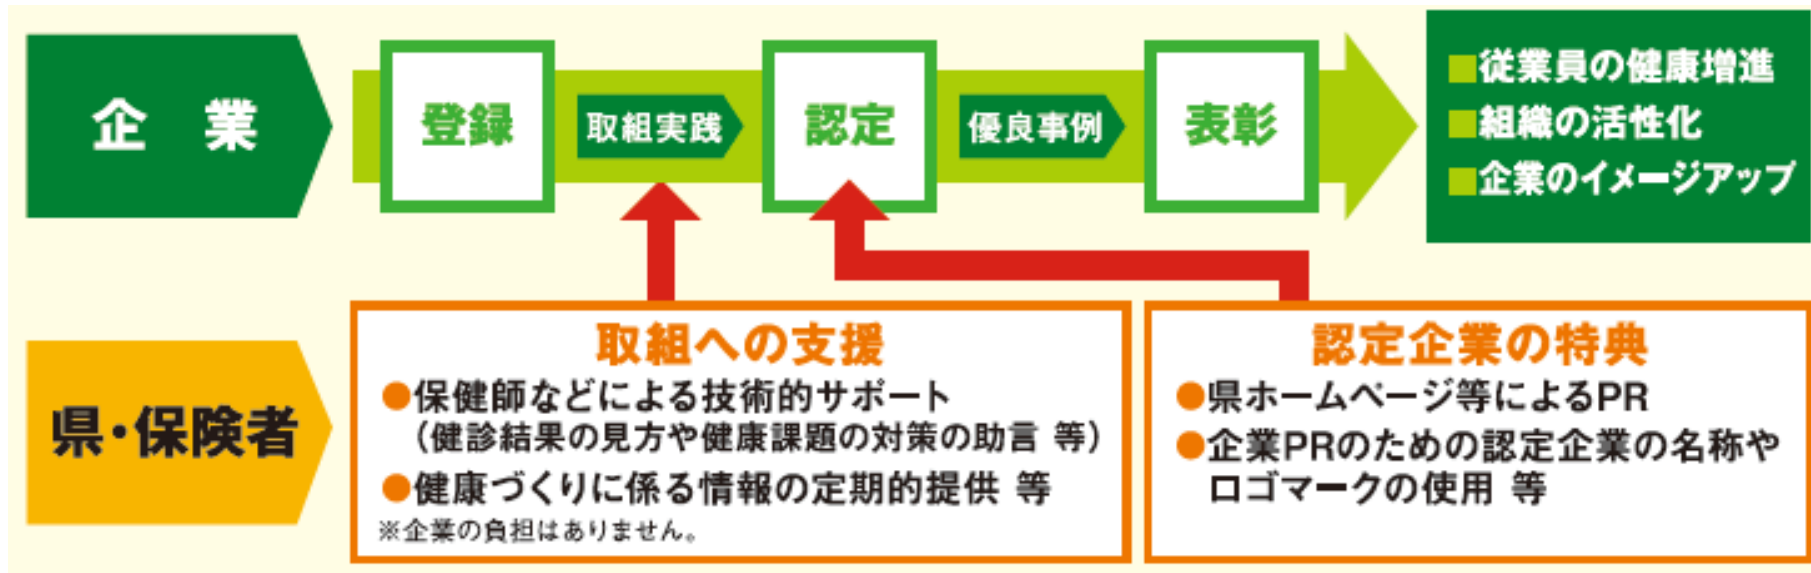 企 業
登録
取組実践
認定
優良事例
表彰
■従業員の健康増進
■組織の活性化
■企業のイメージアップ
県・保険者
取組への支援
●保健師などによる技術的サポート
（健診結果の見方や健康課題の対策の助言 等）
●健康づくりに係る情報の定期的提供 等
※企業の負担はありません。
認定企業の特典
●県ホームページ等によるPR
●企業PRのための認定企業の名称や
ロゴマークの使用 等